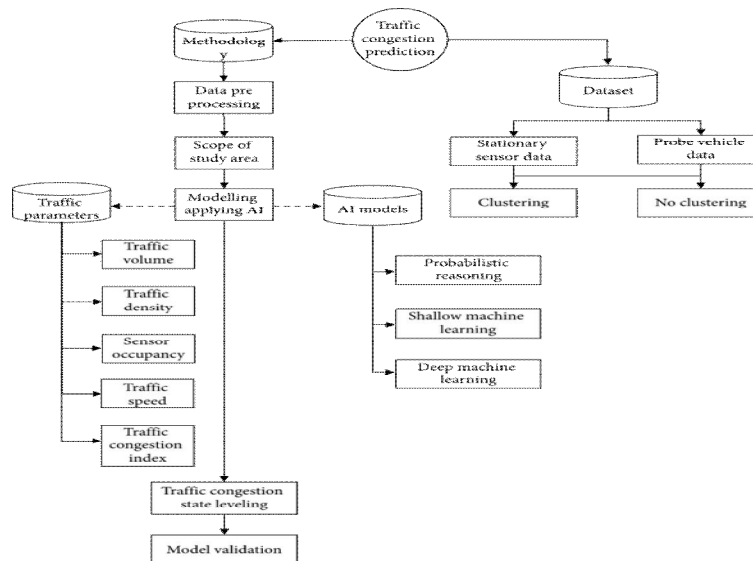 Traffic
congestion
prediction
Methodolog
y
Data pre
processing
Scope of
study area
Modelling
applying AI
Dataset
Stationary
sensor data
Probe vehicle
data
Clustering
No clustering
Traffic
parameters
Traffic
volume
Traffic
density
Sensor
occupancy
Traffic
speed
Traffic
congestion
index
AI models
Probabilistic
reasoning
Shallow machine
learning
Deep machine
learning
Traffic congestion
state leveling
Model validation